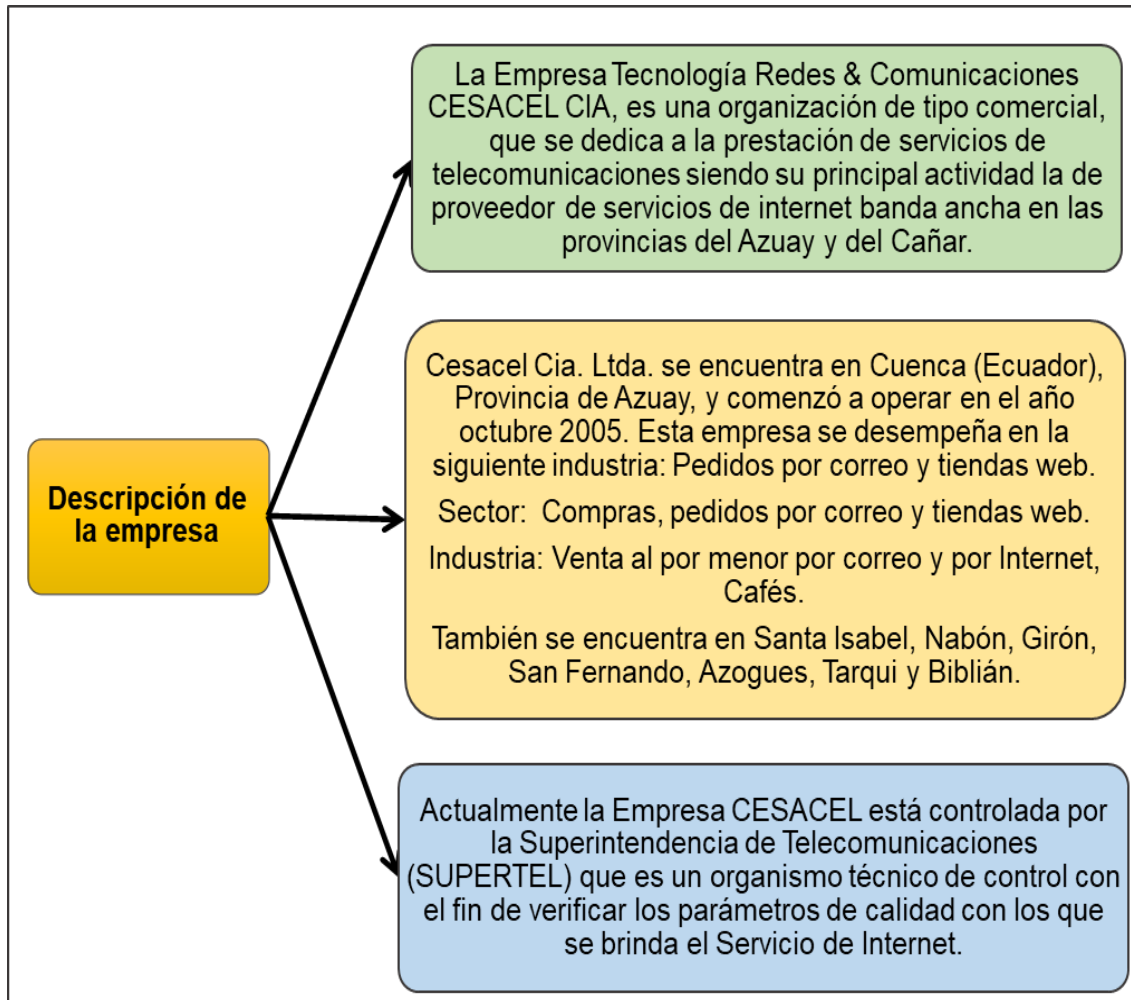 Descripción de
la empresa
La Empresa Tecnología Redes & Comunicaciones
CESACEL CIA, es una organización de tipo comercial,
que se dedica a la prestación de servicios de
telecomunicaciones siendo su principal actividad la de
proveedor de servicios de internet banda ancha en las
provincias del Azuay y del Cañar.
Cesacel Cia. Ltda. se encuentra en Cuenca (Ecuador),
Provincia de Azuay, y comenzó a operar en el año
octubre 2005. Esta empresa se desempeña en la
siguiente industria: Pedidos por correo y tiendas web.
Sector: Compras, pedidos por correo y tiendas web.
Industria: Venta al por menor por correo y por Internet,
Cafés.
También se encuentra en Santa Isabel, Nabón, Girón,
San Fernando, Azogues, Tarqui y Biblián.
Actualmente la Empresa CESACEL está controlada por
la Superintendencia de Telecomunicaciones
(SUPERTEL) que es un organismo técnico de control con
el fin de verificar los parámetros de calidad con los que
se brinda el Servicio de Internet.